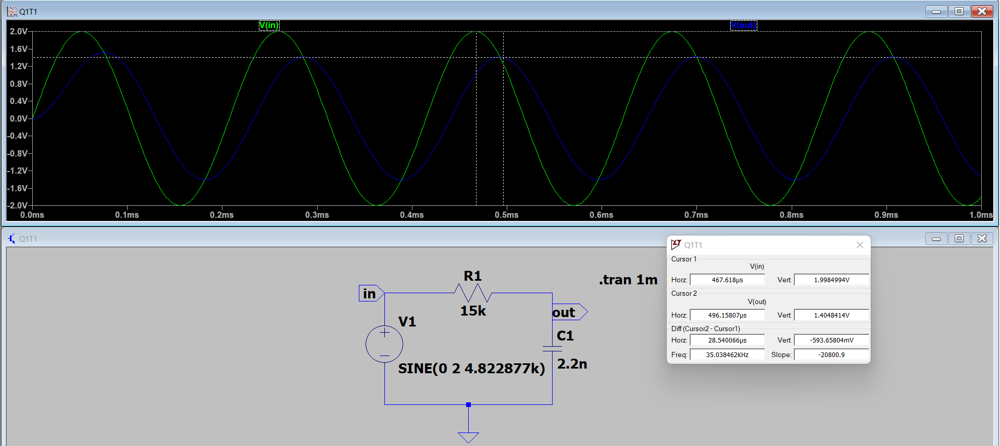 Q1T1
V(in)
V(out)
2.0V
1.6V
1.2V
0.8V
0.4V
0.0V
-0.4V
-0.8V
-1.2V
-1.6V
-2.0V
0.0ms 0.1ms 0.2ms 0.3ms 0.4ms 0.5ms 0.6ms 0.7ms 0.8ms 0.9ms 1.0ms
Q1T1
in
R1
15k
.tran 1m
out
V1
C1
SINE(0 2 4.822877k)
2.2n
Q1T1
Cursor 1
V(in)
Horz: 467.618µs Vert: 1.9984994V
Cursor 2
V(out)
Horz: 496.15807µs Vert: 1.4048414V
Diff (Cursor2 - Cursor1)
Horz: 28.540066µs Vert: -593.65804mV
Freq: 35.038462KHz Slope: -20800.9